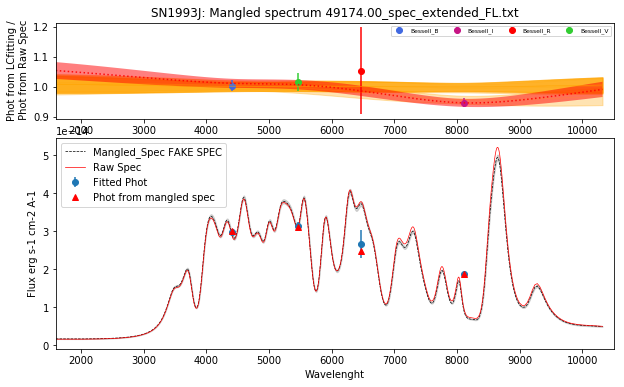 SN1993J: Mangled spectrum 49174.00_spec_extended_FL.txt
Phot from LCfitting /
Phot from Raw Spec
1.2
1.1
1.0
0.9
Bessell_B
Bessell_I
Bessell_R
Bessell_V
2000 3000 4000 5000 6000 7000 8000 9000 10000
1e-14
Flux erg s-1 cm-2 A-1
5
4
3
2
1
0
Mangled_Spec FAKE SPEC
Raw Spec
Fitted Phot
Phot from mangled spec
2000 3000 4000 5000 6000 7000 8000 9000 10000
Wavelenght